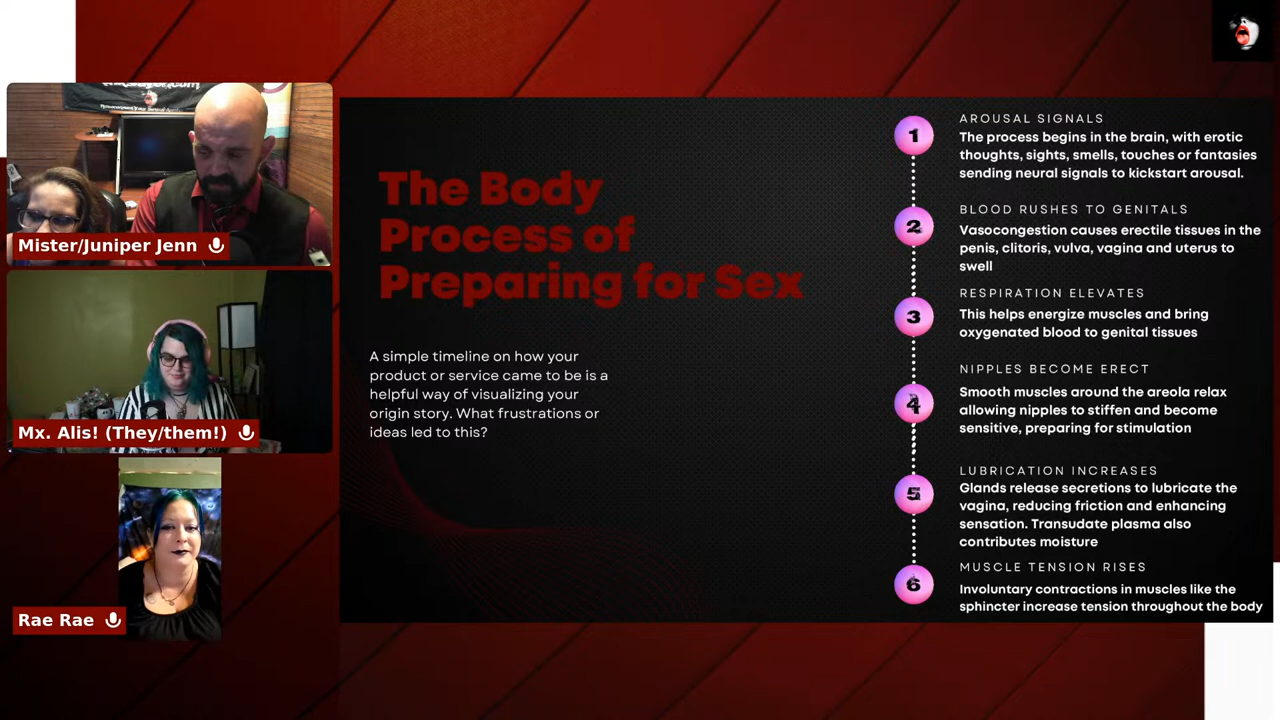 Mister/Juniper Jenn
Mx. Alis! (They/them!)
Rae Rae
The Body
Process of
Preparing for Sex
A simple timeline on how your
product or service came to be is a
helpful way of visualizing your
origin story. What frustrations or
ideas led to this?
1
AROUSAL SIGNALS
The process begins in the brain, with erotic
thoughts, sights, smells, touches or fantasies
sending neural signals to kickstart arousal.
2
BLOOD RUSHES TO GENITALS
Vasocongestion causes erectile tissues in the
penis, clitoris, vulva, vagina and uterus to
swell
3
RESPIRATION ELEVATES
This helps energize muscles and bring
oxygenated blood to genital tissues
4
NIPPLES BECOME ERECT
Smooth muscles around the areola relax
allowing nipples to stiffen and become
sensitive, preparing for stimulation
5
LUBRICATION INCREASES
Glands release secretions to lubricate the
vagina, reducing friction and enhancing
sensation. Transudate plasma also
contributes moisture
6
MUSCLE TENSION RISES
Involuntary contractions in muscles like the
sphincter increase tension throughout the body